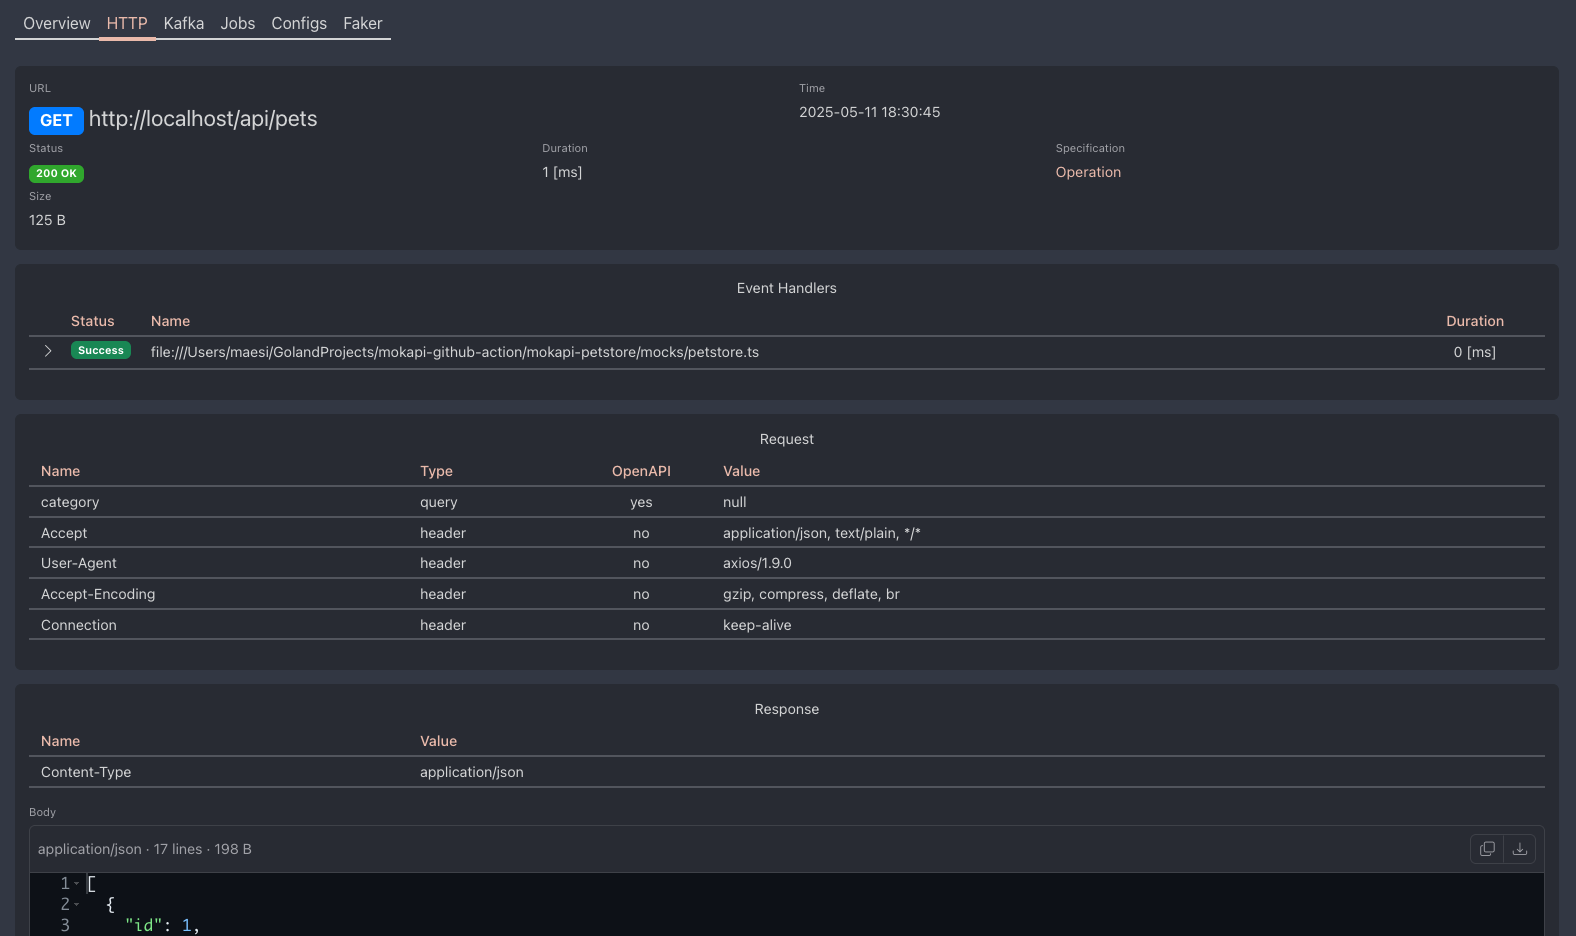 Overview HTTP Kafka Jobs Configs Faker
URL
GET http://localhost/api/pets
Time
2025-05-11 18:30:45
Status
200 OK
Duration
1 [ms]
Specification
Operation
Size
125 B
Event Handlers
Status Name Duration
Success file:///Users/maesi/GolandProjects/mokapi-github-action/mokapi-petstore/mocks/petstore.ts 0 [ms]
Request
Name Type OpenAPI Value
category query yes null
Accept header no application/json, text/plain, */*
User-Agent header no axios/1.9.0
Accept-Encoding header no gzip, compress, deflate, br
Connection header no keep-alive
Response
Name Value
Content-Type application/json
Body
application/json · 17 lines · 198 B
1 [
2 {
3 "id": 1,